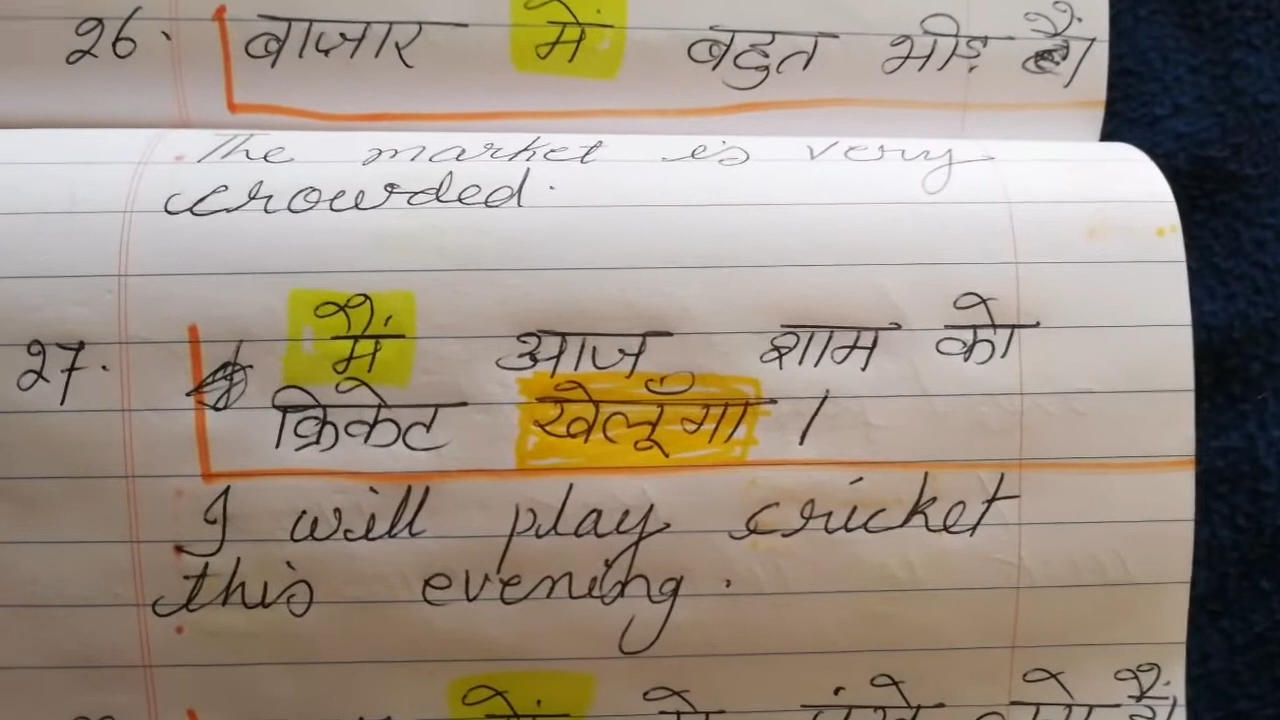 26. बाज़ार में बहुत भीड़ है।
The market is very
crowded.
27. मैं आज शाम को
क्रिकेट खेलूँगा।
I will play cricket
this evening.